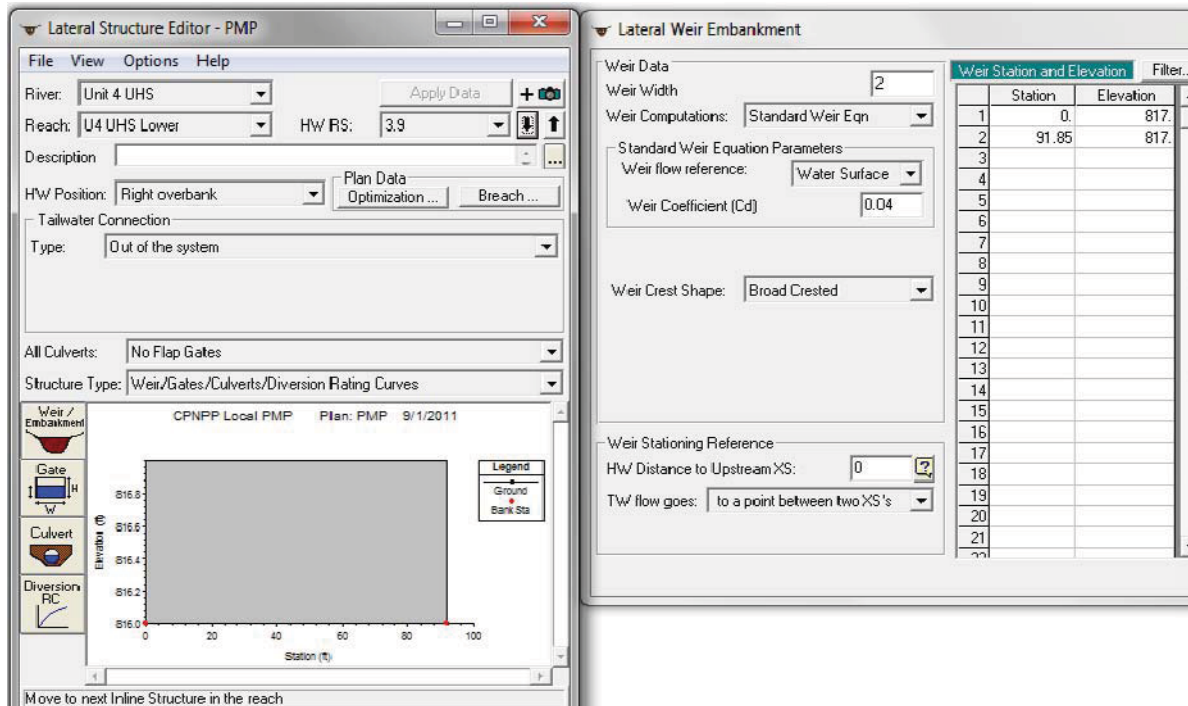 Lateral Structure Editor - PMP
File View Options Help
River: Unit 4 UHS Apply Data
Reach: U4 UHS Lower HW RS: 3.9
Description ...
HW Position: Right overbank Plan Data Optimization ... Breach ...
Tailwater Connection
Type: Out of the system
All Culverts: No Flap Gates
Structure Type: Weir/Gates/Culverts/Diversion Rating Curves
Weir / Embankment
Gate
H
W
Culvert
Diversion RC
CPNPP Local PMP Plan: PMP 9/1/2011
Elevation (ft)
816.8
816.6
816.4
816.2
816.0
0 20 40 60 80 100
Station (ft)
Legend
Ground
Bank Sta
Move to next Inline Structure in the reach
Lateral Weir Embankment
Weir Data
Weir Width 2
Weir Computations: Standard Weir Eqn
Standard Weir Equation Parameters
Weir flow reference: Water Surface
Weir Coefficient (Cd) 0.04
Weir Crest Shape: Broad Crested
Weir Stationing Reference
HW Distance to Upstream XS: 0 ?
TW flow goes: to a point between two XS's
Weir Station and Elevation Filter...
Station Elevation
1 0. 817.
2 91.85 817.
3
4
5
6
7
8
9
10
11
12
13
14
15
16
17
18
19
20
21
22